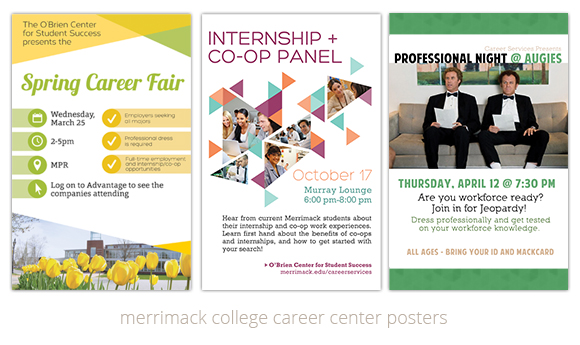 The O'Brien Center
for Student Success
presents the
Spring Career Fair
Wednesday,
March 25
Employers seeking
all majors
2-5pm
Professional dress
is required
MPR
Full-time employment
and internship/co-op
opportunities
Log on to Advantage to see the
companies attending
INTERNSHIP +
CO-OP PANEL
October 17
Murray Lounge
6:00 pm-8:00 pm
Hear from current Merrimack students about
their internship and co-op work experiences.
Learn first hand about the benefits of co-ops
and internships, and how to get started with
your search!
O'Brien Center for Student Success
merrimack.edu/careerservices
Career Services Presents
PROFESSIONAL NIGHT @ AUGIES
THURSDAY, APRIL 12 @ 7:30 PM
Are you workforce ready?
Join in for Jeopardy!
Dress professionally and get tested
on your workforce knowledge.
ALL AGES • BRING YOUR ID AND MACKCARD
merrimack college career center posters